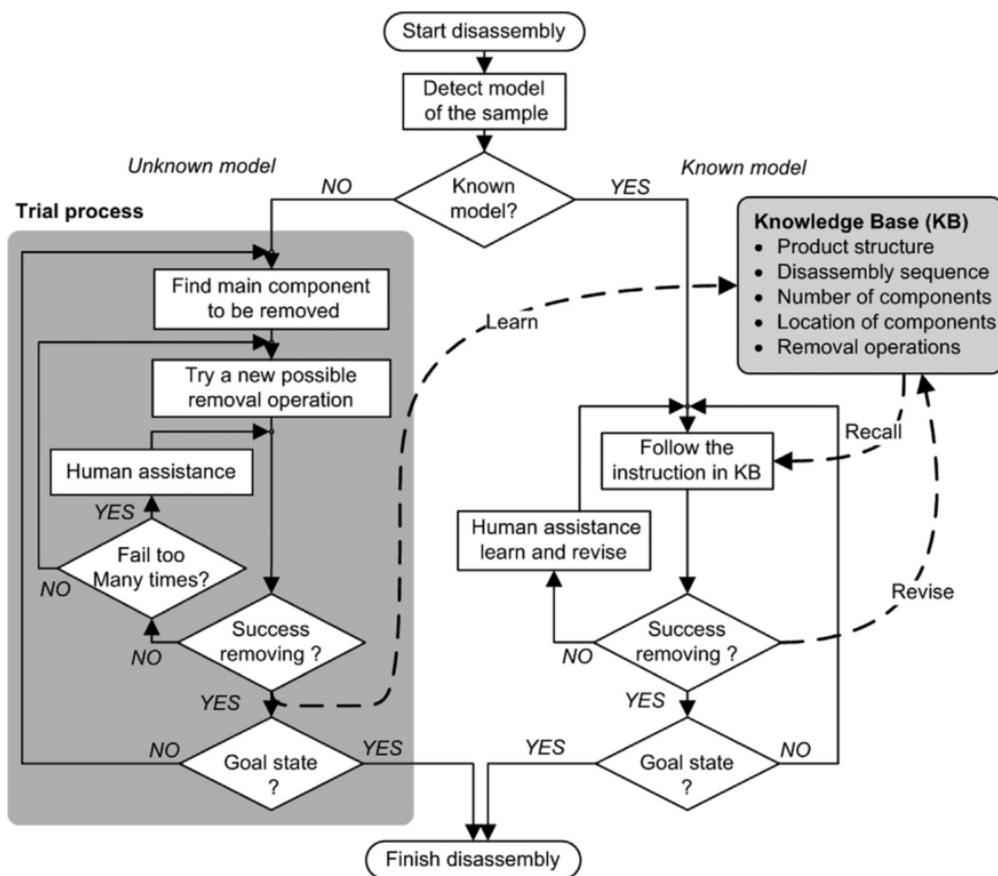 Start disassembly
Detect model
of the sample
Unknown model
Known model
NO
Known
model?
YES
Trial process
Knowledge Base (KB)
• Product structure
• Disassembly sequence
• Number of components
• Location of components
• Removal operations
Find main component
to be removed
Learn
Try a new possible
removal operation
Human assistance
Follow the
instruction in KB
Recall
YES
Human assistance
learn and revise
Fail too
Many times?
NO
Revise
Success
removing ?
NO
Success
removing ?
NO
YES
YES
NO
Goal state
?
YES
YES
Goal state
?
NO
Finish disassembly